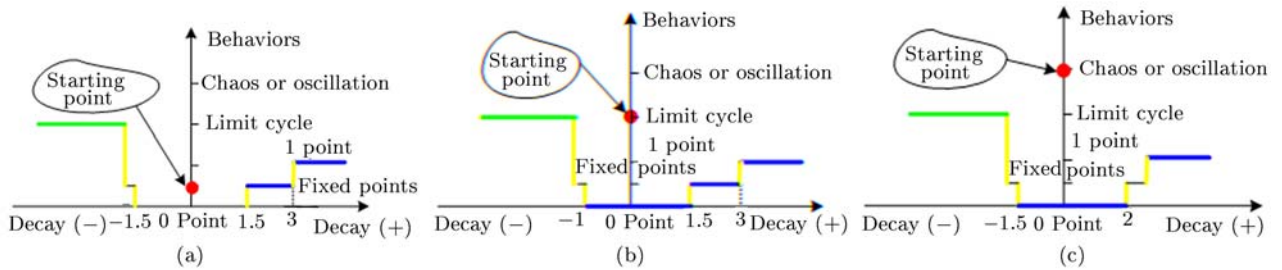 Behaviors
Starting
point
Chaos or oscillation
Limit cycle
1 point
Fixed points
Decay (−) −1.5 0 Point 1.5 3 Decay (+)
(a)
Behaviors
Starting
point
Chaos or oscillation
Limit cycle
1 point
Fixed points
Decay (−) −1 0 Point 1.5 3 Decay (+)
(b)
Behaviors
Starting
point
Chaos or oscillation
Limit cycle
1 point
Fixed points
Decay (−) −1.5 0 Point 2 Decay (+)
(c)